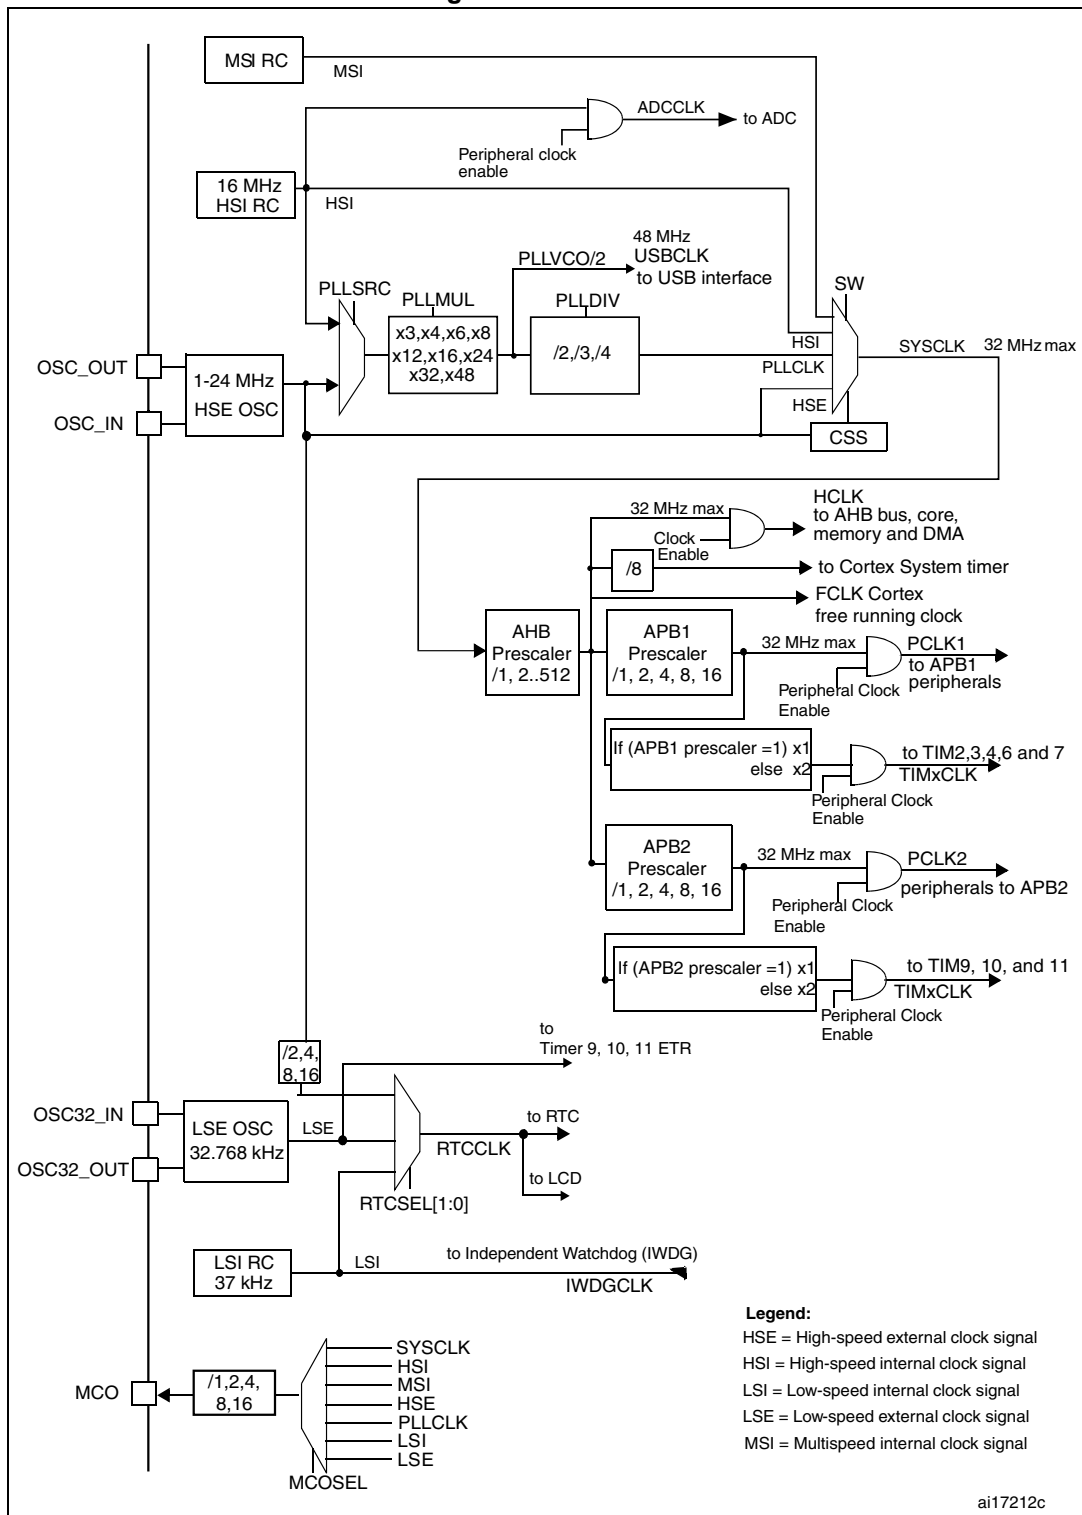 MSI RC
MSI
ADCCLK
to ADC
Peripheral clock
enable
16 MHz
HSI RC
HSI
48 MHz
USBCLK
to USB interface
PLLVCO/2
PLLSRC
PLLMUL
PLLDIV
SW
x3,x4,x6,x8
x12,x16,x24
x32,x48
/2,/3,/4
HSI
PLLCLK
HSE
SYSCLK
32 MHz max
OSC_OUT
OSC_IN
1-24 MHz
HSE OSC
CSS
32 MHz max
HCLK
to AHB bus, core,
memory and DMA
Clock
Enable
/8
to Cortex System timer
FCLK Cortex
free running clock
AHB
Prescaler
/1, 2..512
APB1
Prescaler
/1, 2, 4, 8, 16
32 MHz max
PCLK1
to APB1
peripherals
Peripheral Clock
Enable
If (APB1 prescaler =1) x1
else x2
to TIM2,3,4,6 and 7
TIMxCLK
Peripheral Clock
Enable
APB2
Prescaler
/1, 2, 4, 8, 16
32 MHz max
PCLK2
peripherals to APB2
Peripheral Clock
Enable
If (APB2 prescaler =1) x1
else x2
to TIM9, 10, and 11
TIMxCLK
Peripheral Clock
Enable
to
Timer 9, 10, 11 ETR
/2,4,
8,16
OSC32_IN
OSC32_OUT
LSE OSC
32.768 kHz
LSE
RTCCLK
to RTC
to LCD
RTCSEL[1:0]
LSI RC
37 kHz
LSI
to Independent Watchdog (IWDG)
IWDGCLK
MCO
/1,2,4,
8,16
SYSCLK
HSI
MSI
HSE
PLLCLK
LSI
LSE
MCOSEL
Legend:
HSE = High-speed external clock signal
HSI = High-speed internal clock signal
LSI = Low-speed internal clock signal
LSE = Low-speed external clock signal
MSI = Multispeed internal clock signal
ai17212c